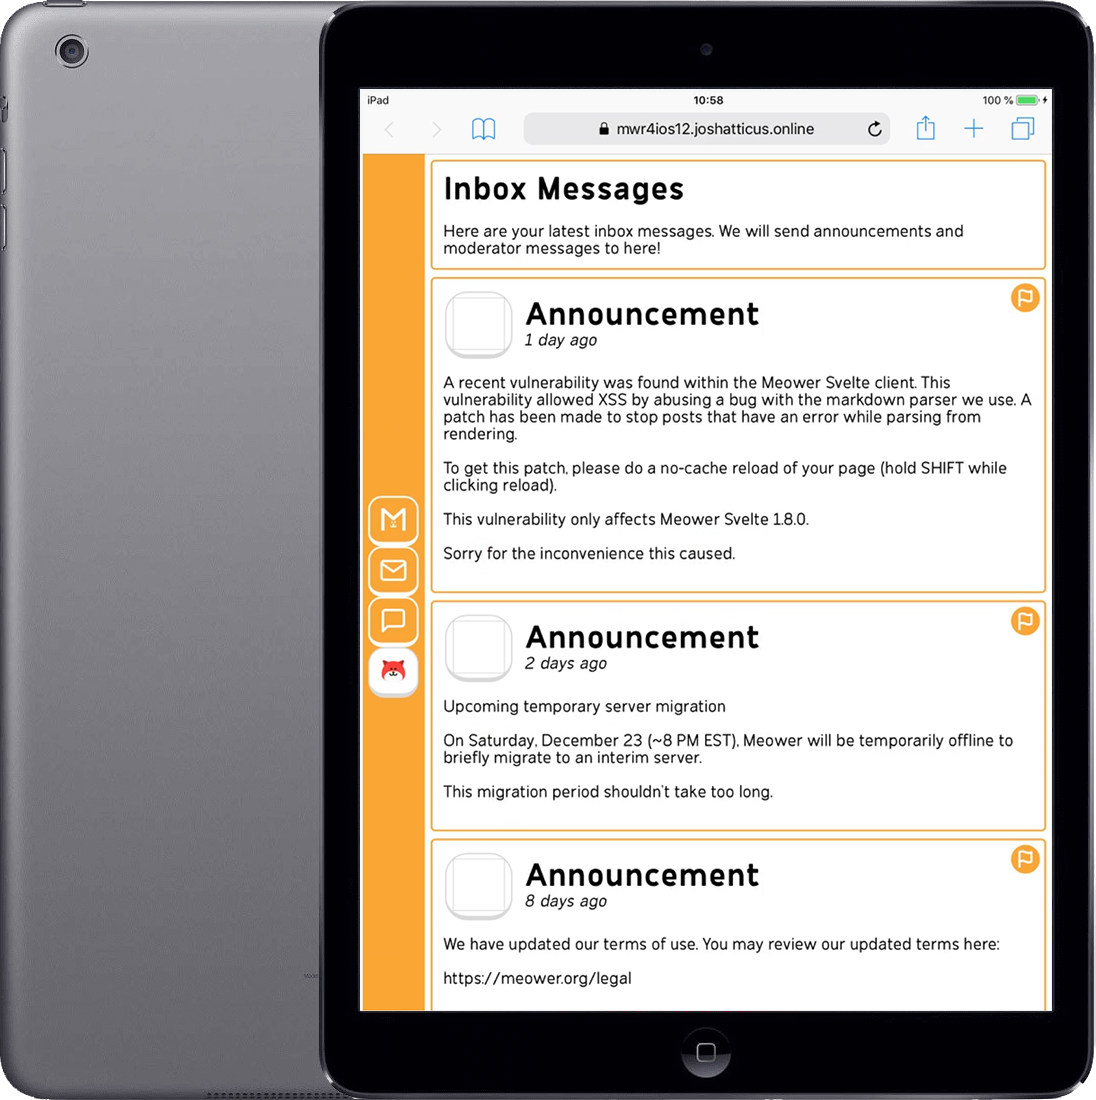 iPad
10:58
100 %
mwr4ios12.joshatticus.online
Inbox Messages
Here are your latest inbox messages. We will send announcements and
moderator messages to here!
Announcement
1 day ago
A recent vulnerability was found within the Meower Svelte client. This
vulnerability allowed XSS by abusing a bug with the markdown parser we use. A
patch has been made to stop posts that have an error while parsing from
rendering.
To get this patch, please do a no-cache reload of your page (hold SHIFT while
clicking reload).
This vulnerability only affects Meower Svelte 1.8.0.
Sorry for the inconvenience this caused.
Announcement
2 days ago
Upcoming temporary server migration
On Saturday, December 23 (~8 PM EST), Meower will be temporarily offline to
briefly migrate to an interim server.
This migration period shouldn't take too long.
Announcement
8 days ago
We have updated our terms of use. You may review our updated terms here:
https://meower.org/legal